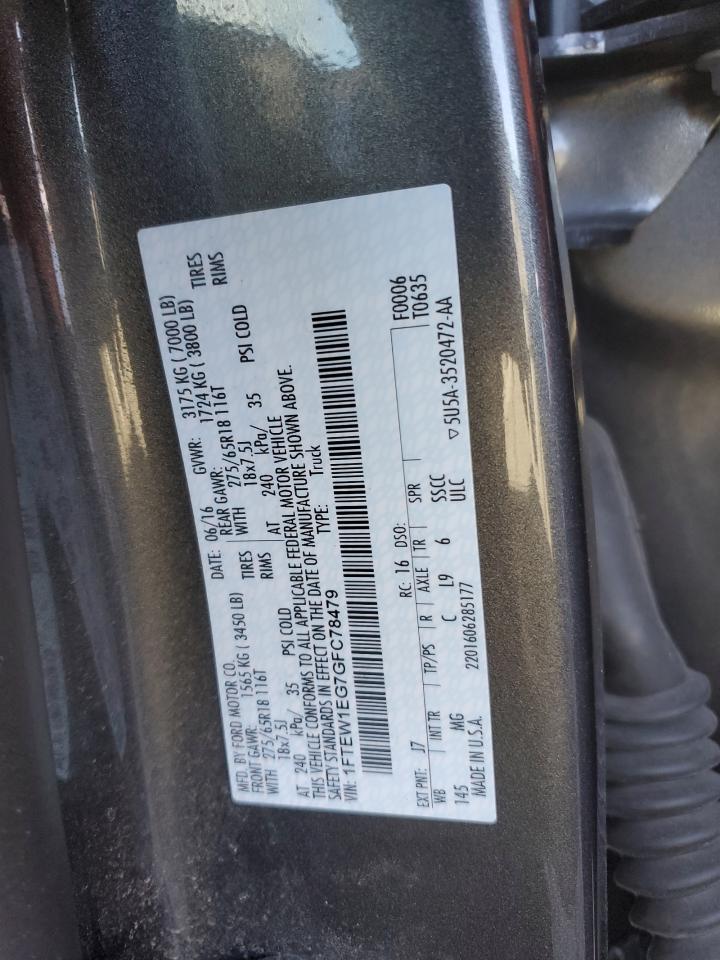 MFD. BY FORD MOTOR CO. DATE: 06/16 GVWR: 3175 KG ( 7000 LB)
FRONT GAWR: 1565 KG ( 3450 LB) REAR GAWR: 1724 KG ( 3800 LB)
WITH 275/65R18 116T TIRES WITH 275/65R18 116T TIRES
18x7.5J RIMS 18x7.5J RIMS
AT 240 kPa/ 35 PSI COLD AT 240 kPa/ 35 PSI COLD
THIS VEHICLE CONFORMS TO ALL APPLICABLE FEDERAL MOTOR VEHICLE
SAFETY STANDARDS IN EFFECT ON THE DATE OF MANUFACTURE SHOWN ABOVE.
VIN: 1FTEW1EG7GFC78479 TYPE: Truck
F0006
T0635
EXT PNT: J7 RC: 16 DSO:
WB INT TR TP/PS R AXLE TR SPR
145 MG C L9 6 SSCC
MADE IN U.S.A. 2201606285177 ULC
▽5U5A-3520472-AA